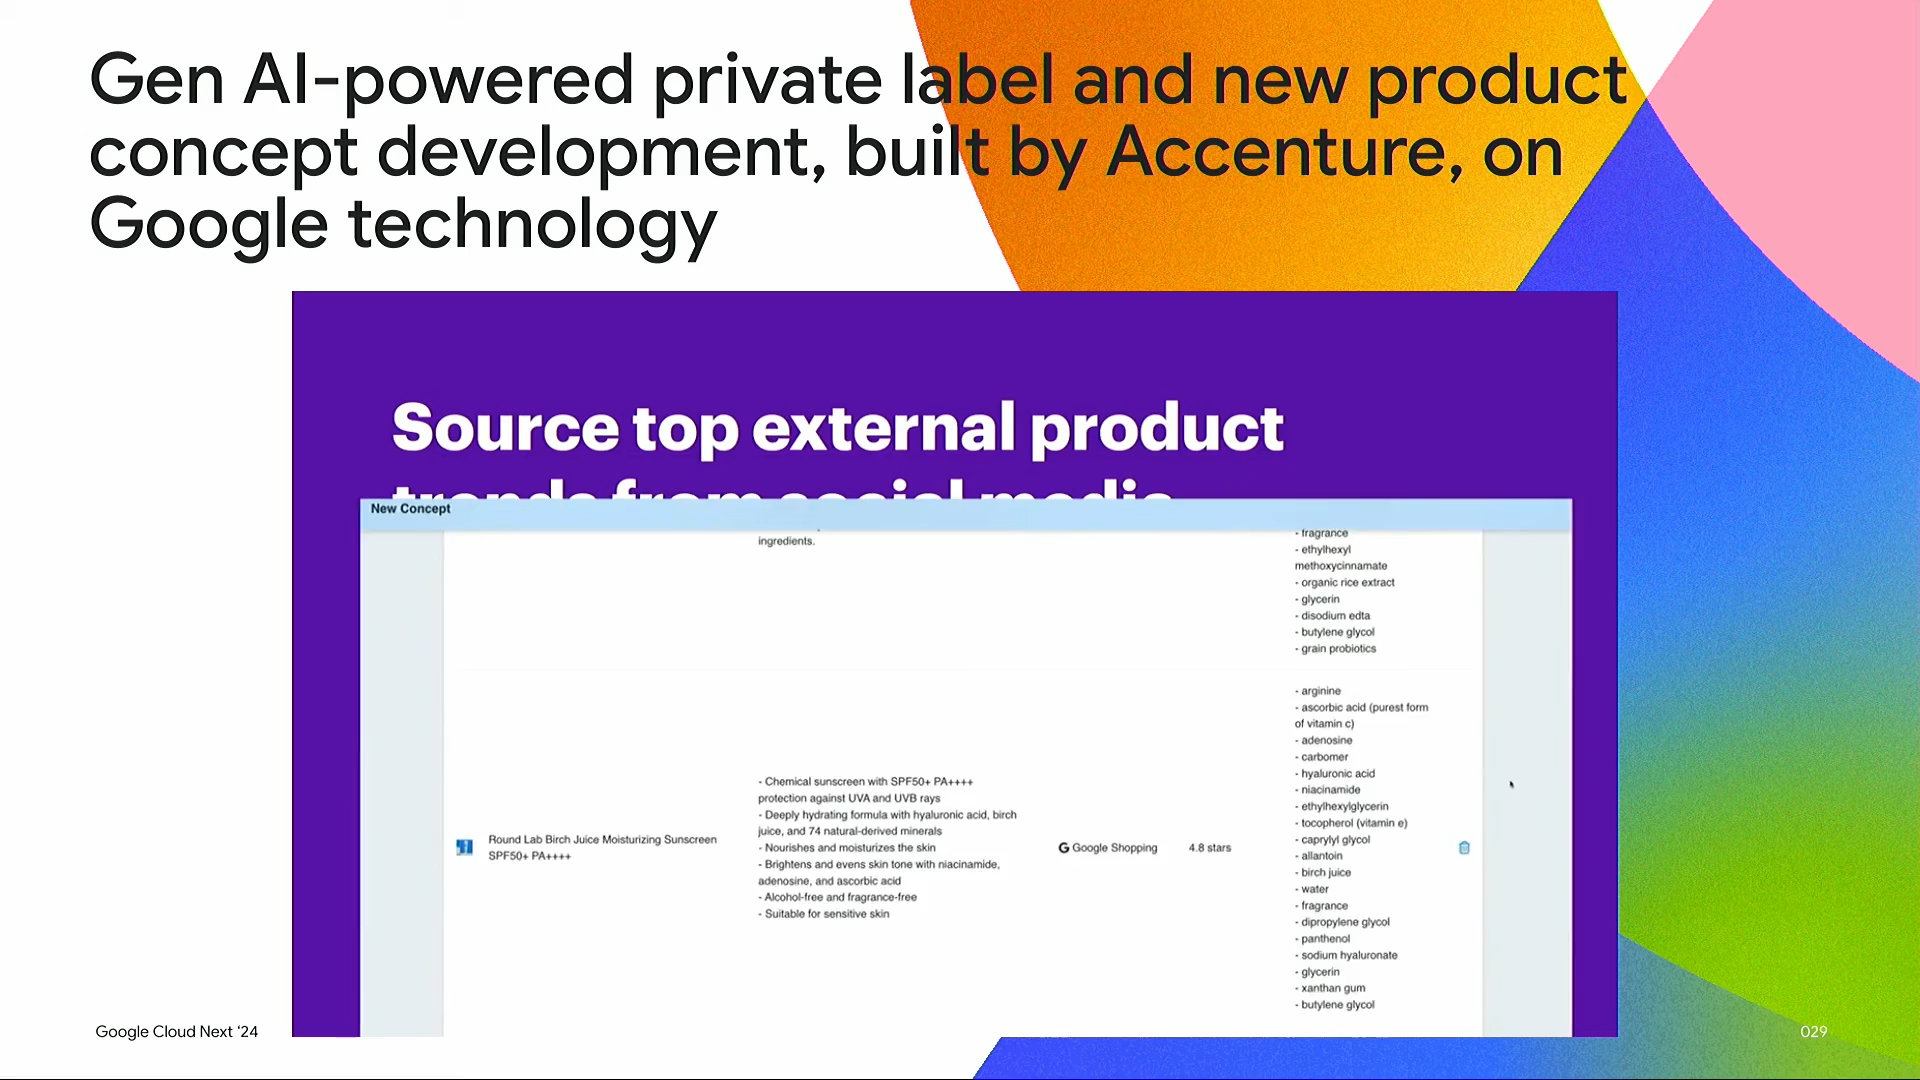 Gen AI-powered private label and new product
concept development, built by Accenture, on
Google technology
Source top external product
trends from social media
New Concept
ingredients.
- fragrance
- ethylhexyl
methoxycinnamate
- organic rice extract
- glycerin
- disodium edta
- butylene glycol
- grain probiotics
Round Lab Birch Juice Moisturizing Sunscreen
SPF50+ PA++++
- Chemical sunscreen with SPF50+ PA++++
protection against UVA and UVB rays
- Deeply hydrating formula with hyaluronic acid, birch
juice, and 74 natural-derived minerals
- Nourishes and moisturizes the skin
- Brightens and evens skin tone with niacinamide,
adenosine, and ascorbic acid
- Alcohol-free and fragrance-free
- Suitable for sensitive skin
Google Shopping
4.8 stars
- arginine
- ascorbic acid (purest form
of vitamin c)
- adenosine
- carbomer
- hyaluronic acid
- niacinamide
- ethylhexylglycerin
- tocopherol (vitamin e)
- caprylyl glycol
- allantoin
- birch juice
- water
- fragrance
- dipropylene glycol
- panthenol
- sodium hyaluronate
- glycerin
- xanthan gum
- butylene glycol
Google Cloud Next ‘24
029